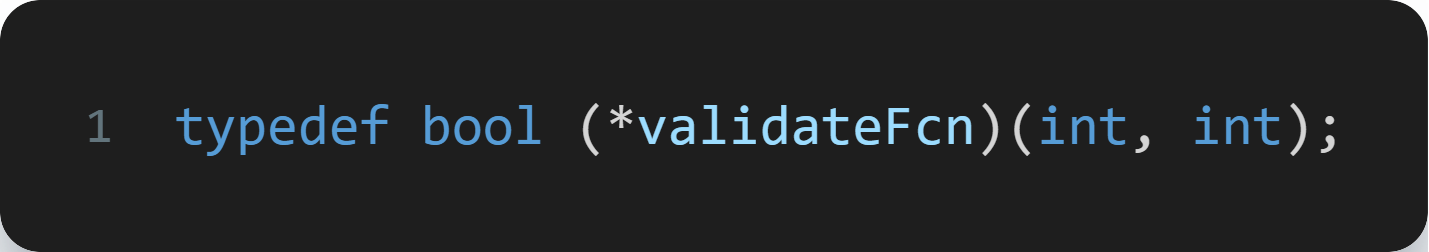 1 typedef bool (*validateFcn)(int, int);